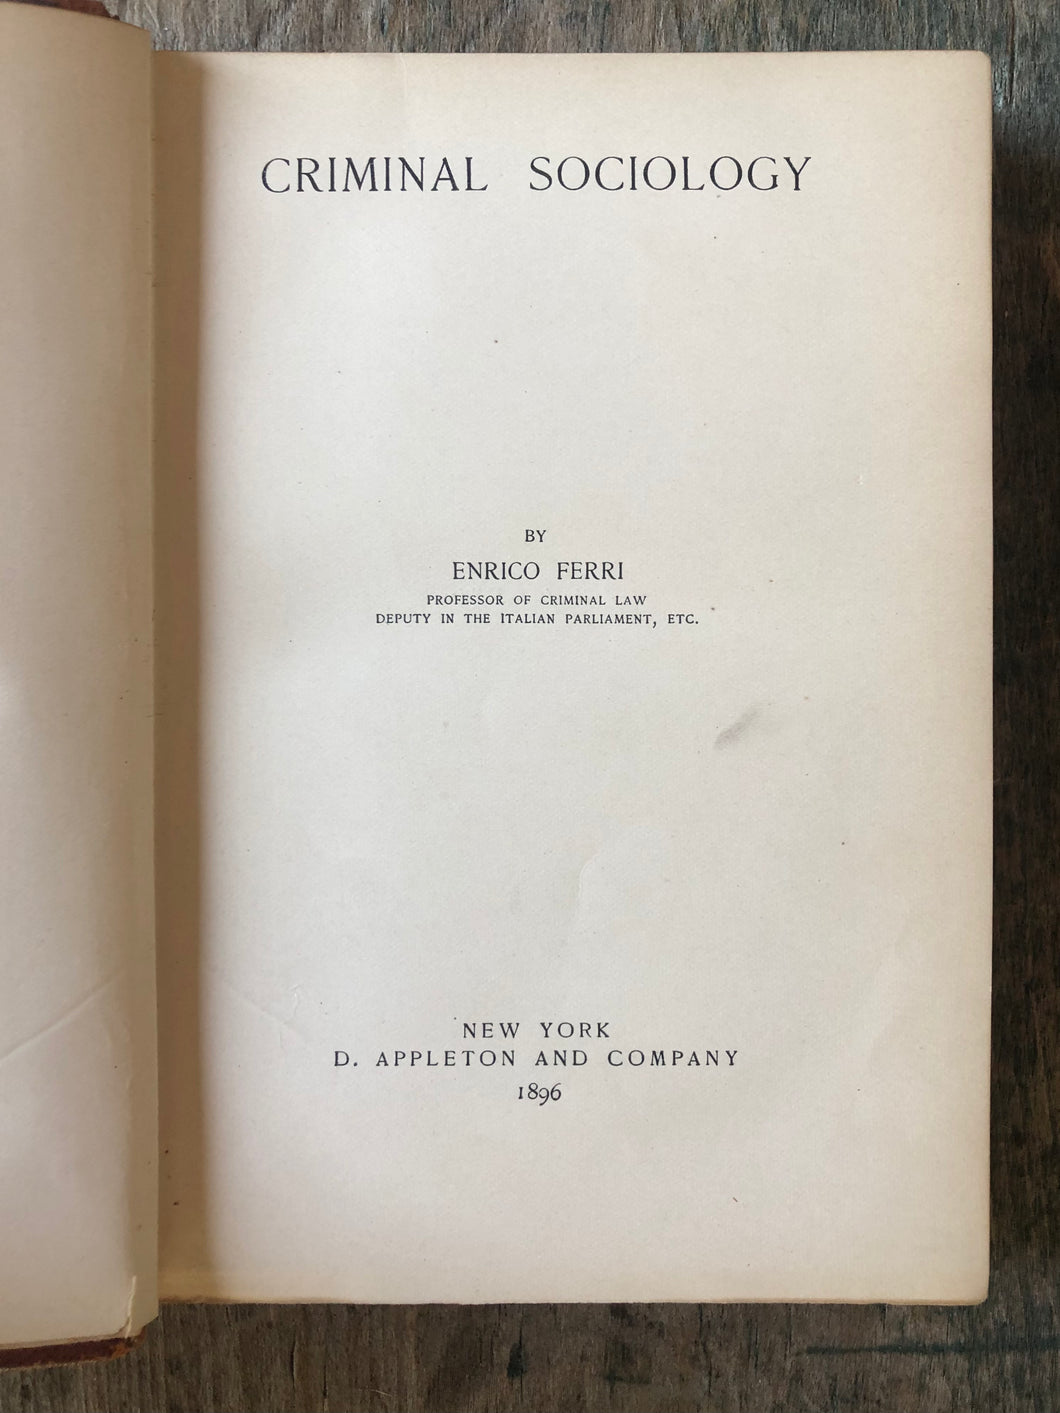 CRIMINAL SOCIOLOGY
BY
ENRICO FERRI
PROFESSOR OF CRIMINAL LAW
DEPUTY IN THE ITALIAN PARLIAMENT, ETC.
NEW YORK
D. APPLETON AND COMPANY
1896